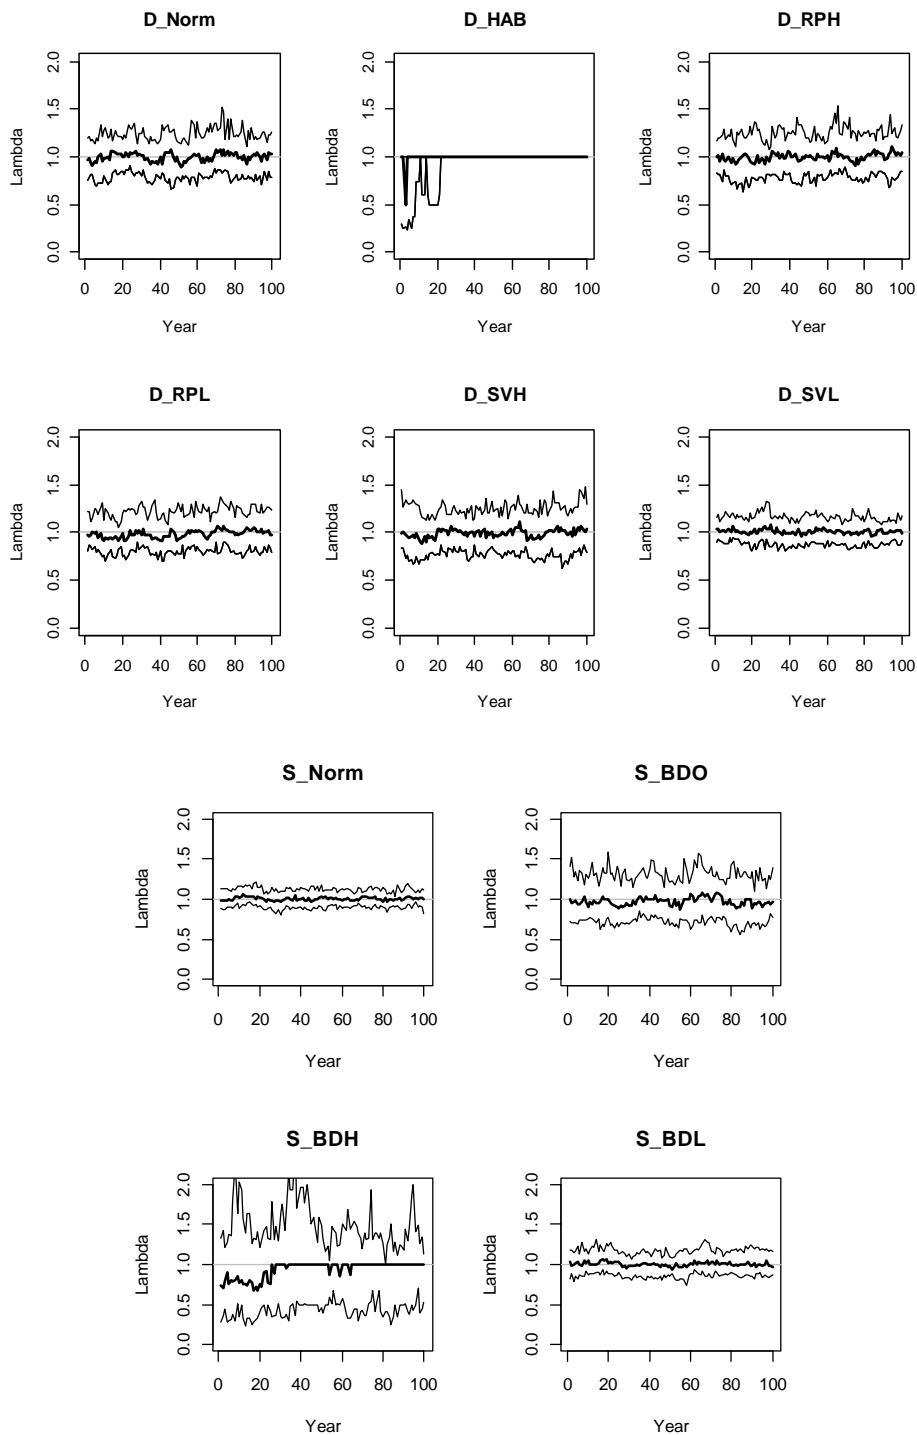 D_Norm D_HAB D_RPH
Lambda Lambda Lambda
2.0 2.0 2.0
1.5 1.5 1.5
1.0 1.0 1.0
0.5 0.5 0.5
0.0 0.0 0.0
0 20 40 60 80 100 0 20 40 60 80 100 0 20 40 60 80 100
Year Year Year
D_RPL D_SVH D_SVL
Lambda Lambda Lambda
2.0 2.0 2.0
1.5 1.5 1.5
1.0 1.0 1.0
0.5 0.5 0.5
0.0 0.0 0.0
0 20 40 60 80 100 0 20 40 60 80 100 0 20 40 60 80 100
Year Year Year
S_Norm S_BDO
Lambda Lambda
2.0 2.0
1.5 1.5
1.0 1.0
0.5 0.5
0.0 0.0
0 20 40 60 80 100 0 20 40 60 80 100
Year Year
S_BDH S_BDL
Lambda Lambda
2.0 2.0
1.5 1.5
1.0 1.0
0.5 0.5
0.0 0.0
0 20 40 60 80 100 0 20 40 60 80 100
Year Year